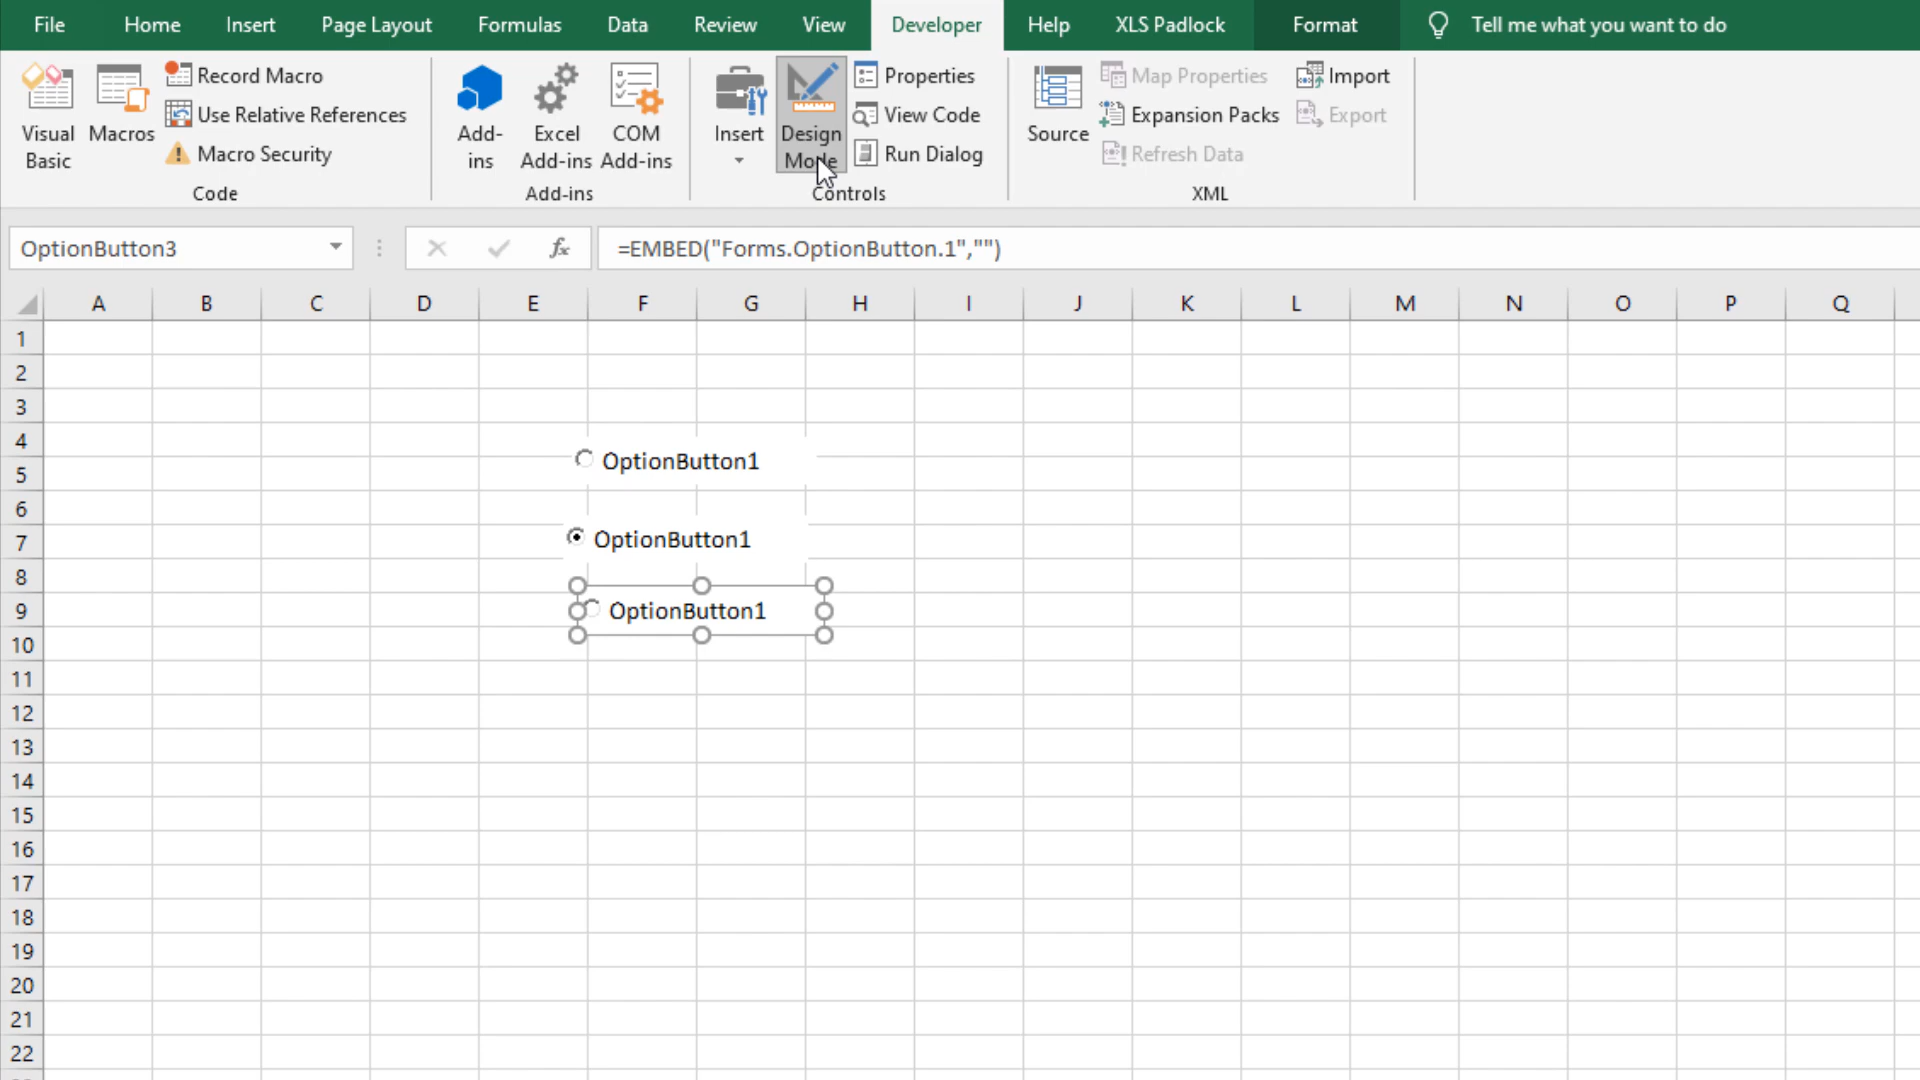 File Home Insert Page Layout Formulas Data Review View Developer Help XLS Padlock Format Tell me what you want to do
Visual Basic
Macros
Record Macro
Use Relative References
Macro Security
Code
Add-ins
Excel Add-ins
COM Add-ins
Add-ins
Insert
Design Mode
Properties
View Code
Run Dialog
Controls
Source
Map Properties
Expansion Packs
Refresh Data
Import
Export
XML
OptionButton3 fx =EMBED("Forms.OptionButton.1","")
A B C D E F G H I J K L M N O P Q
1
2
3
4
OptionButton1
5
6
OptionButton1
7
8
9 OptionButton1
10
11
12
13
14
15
16
17
18
19
20
21
22